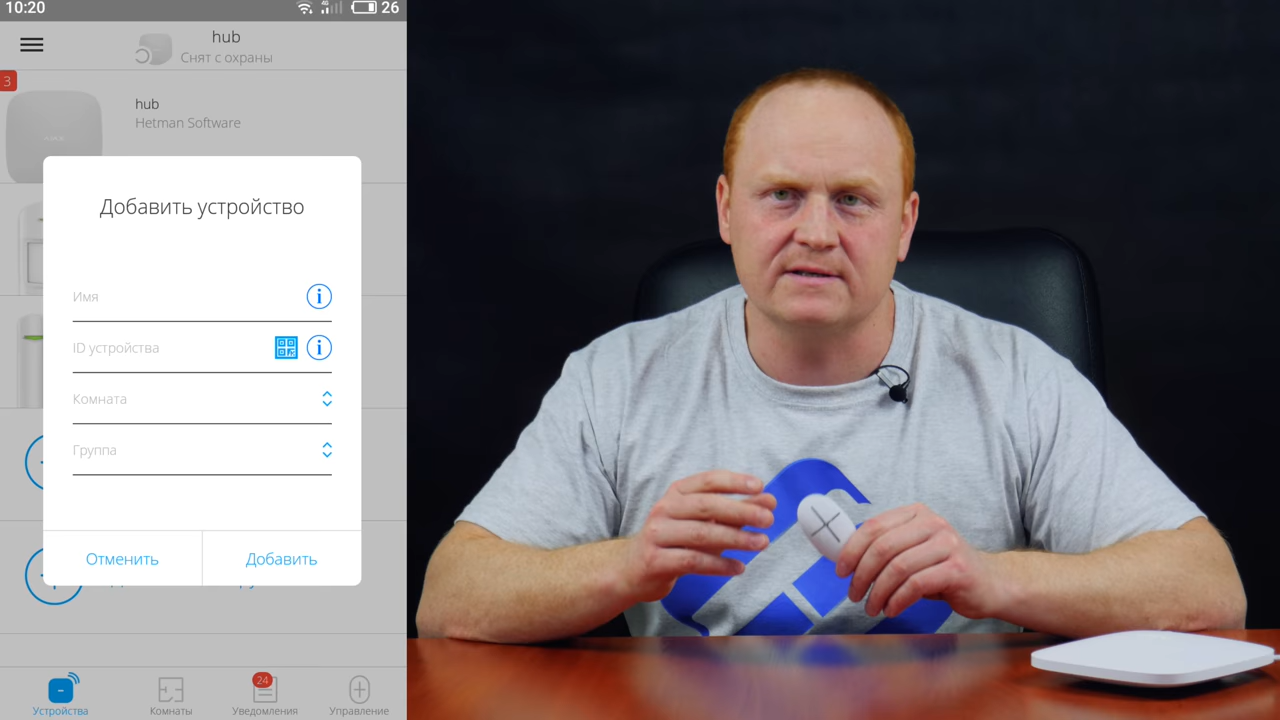 10:20
4G
26
hub
Снят с охраны
3
hub
Hetman Software
Добавить устройство
Имя
ID устройства
Комната
Группа
Отменить
Добавить
Устройства
Комнаты
24
Уведомления
Управление